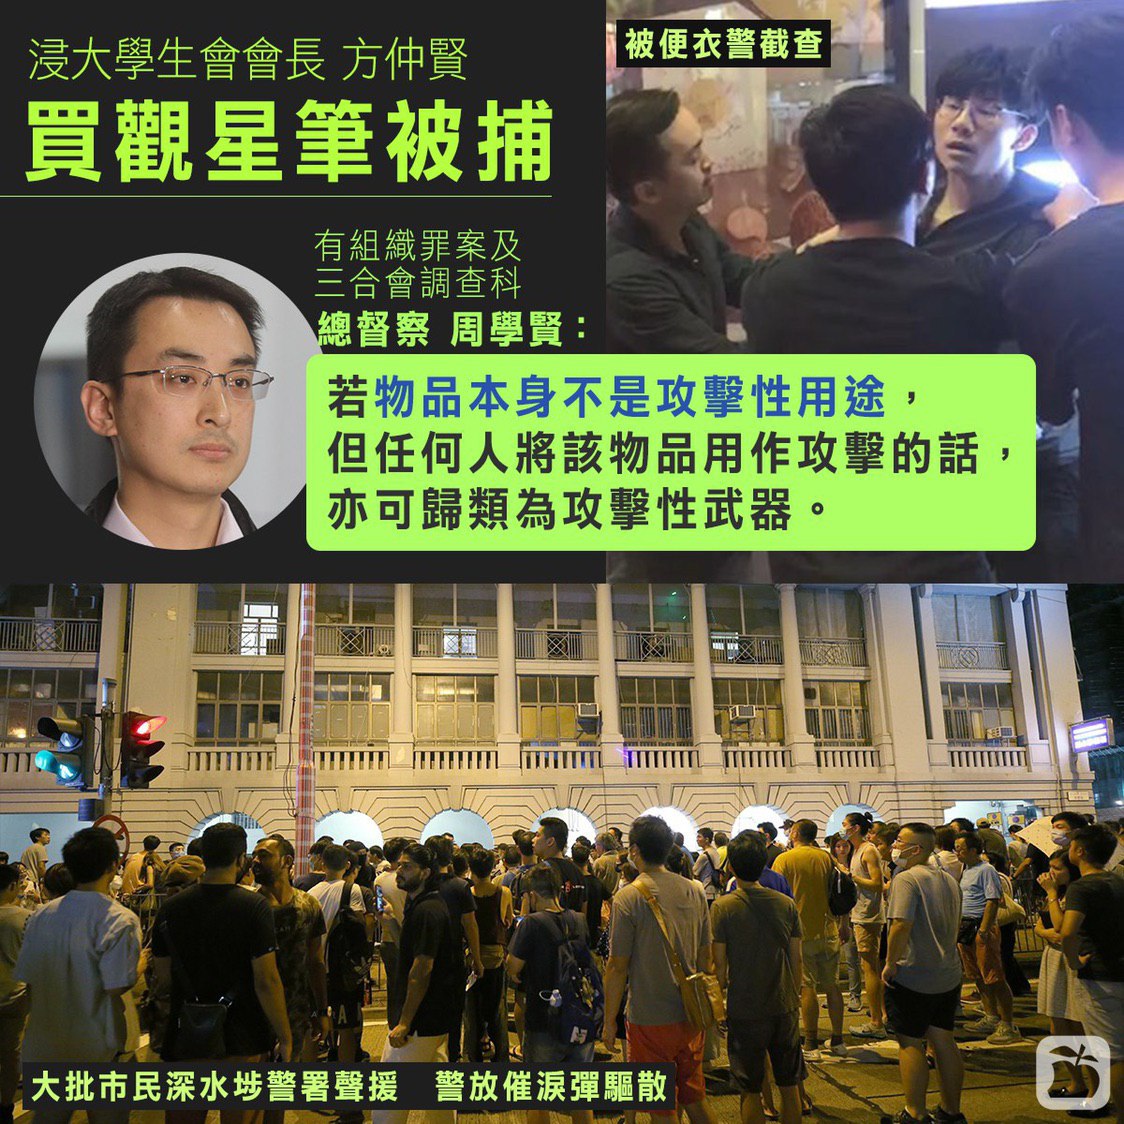 浸大學生會會長 方仲賢
買觀星筆被捕
被便衣警截查
有組織罪案及
三合會調查科
總督察 周學賢：
若物品本身不是攻擊性用途，
但任何人將該物品用作攻擊的話，
亦可歸類為攻擊性武器。
大批市民深水埗警署聲援 警放催淚彈驅散